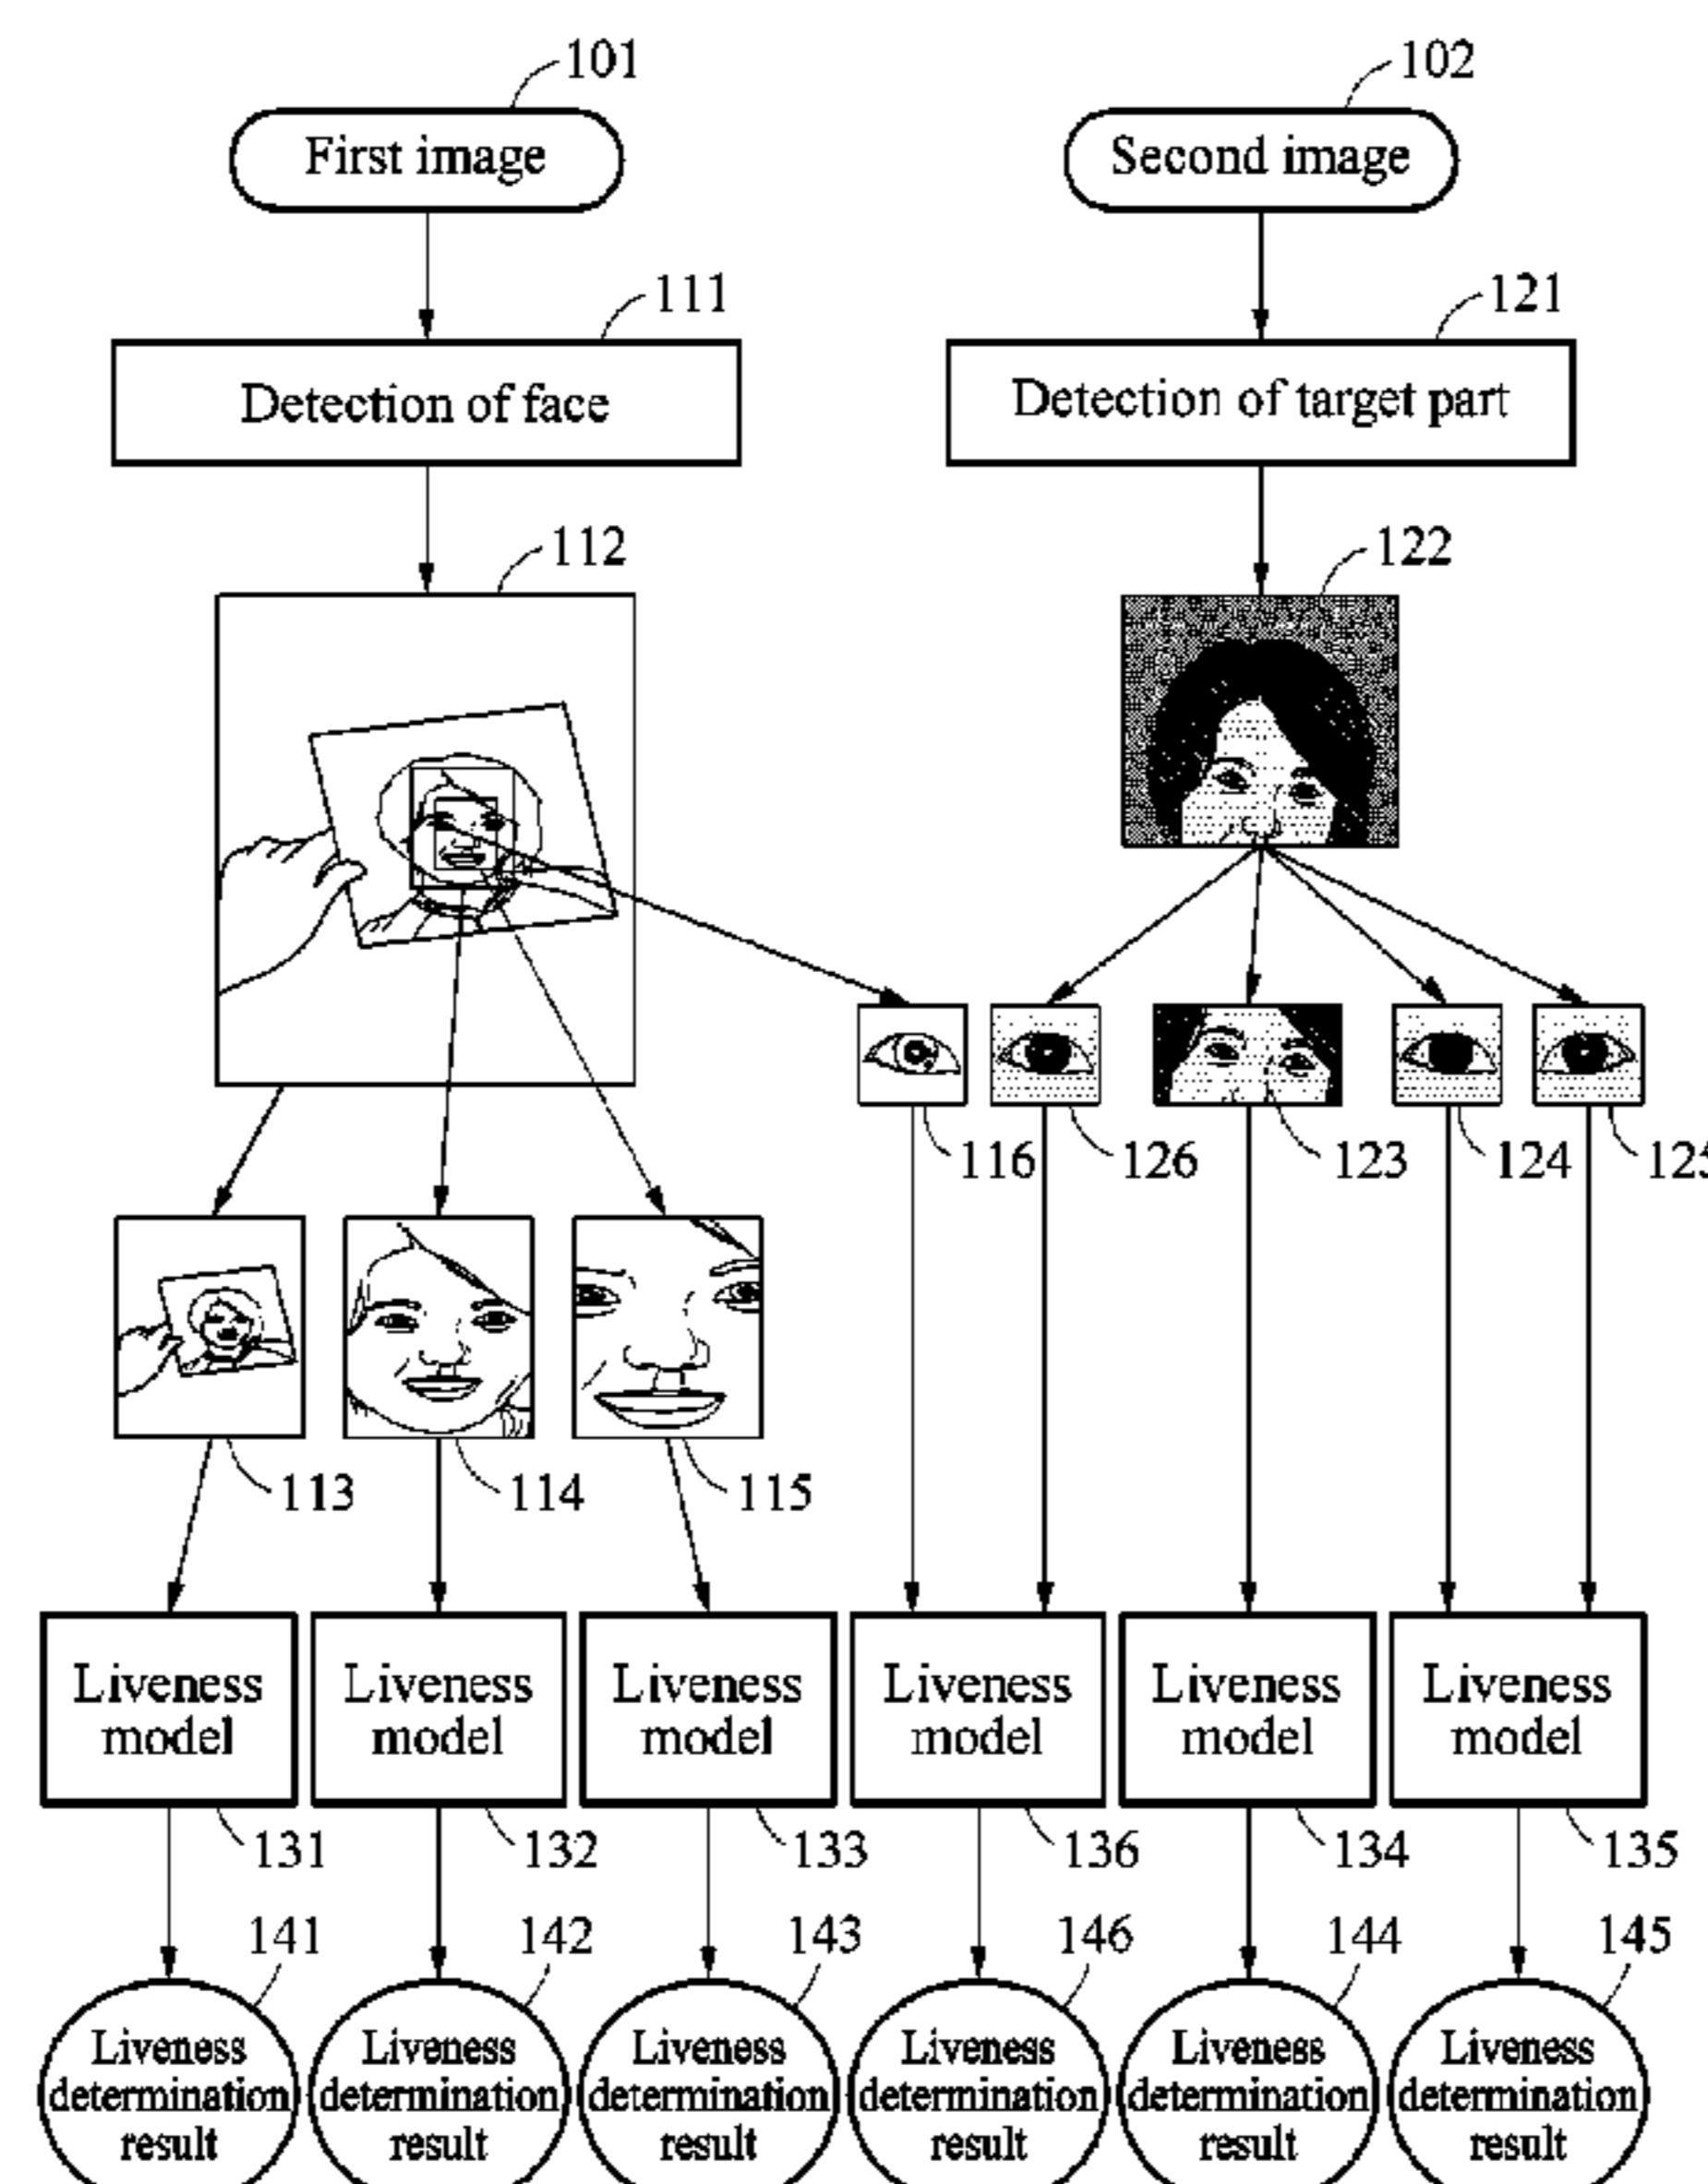 101
102
First image
Second image
111
121
Detection of face
Detection of target part
112
122
116
126
123
124
125
113
114
115
Liveness
model
Liveness
model
Liveness
model
Liveness
model
Liveness
model
Liveness
model
131
132
133
136
134
135
141
142
143
146
144
145
Liveness
determination
result
Liveness
determination
result
Liveness
determination
result
Liveness
determination
result
Liveness
determination
result
Liveness
determination
result